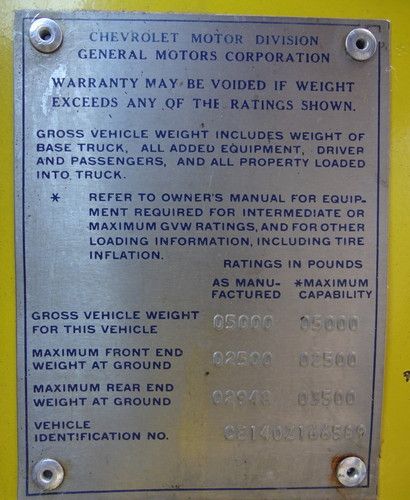 CHEVROLET MOTOR DIVISION
GENERAL MOTORS CORPORATION
WARRANTY MAY BE VOIDED IF WEIGHT
EXCEEDS ANY OF THE RATINGS SHOWN.
GROSS VEHICLE WEIGHT INCLUDES WEIGHT OF
BASE TRUCK, ALL ADDED EQUIPMENT, DRIVER
AND PASSENGERS, AND ALL PROPERTY LOADED
INTO TRUCK.
* REFER TO OWNER'S MANUAL FOR EQUIP-
MENT REQUIRED FOR INTERMEDIATE OR
MAXIMUM GVW RATINGS, AND FOR OTHER
LOADING INFORMATION, INCLUDING TIRE
INFLATION.
RATINGS IN POUNDS
AS MANU- *MAXIMUM
FACTURED CAPABILITY
GROSS VEHICLE WEIGHT
FOR THIS VEHICLE 05000 05000
MAXIMUM FRONT END
WEIGHT AT GROUND 02500 02500
MAXIMUM REAR END
WEIGHT AT GROUND 02948 03500
VEHICLE
IDENTIFICATION NO.